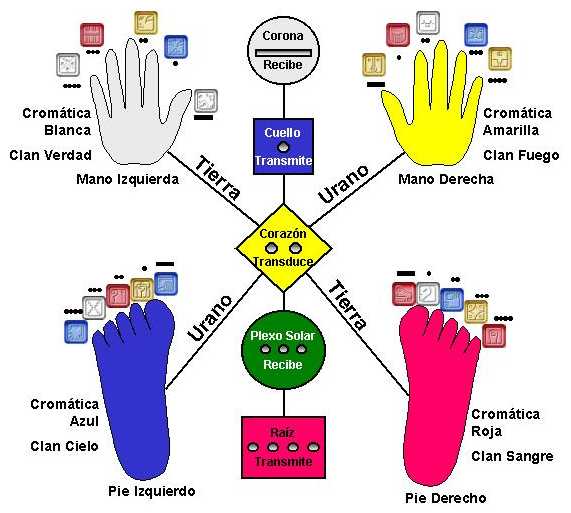 Corona
Recibe
Cromática
Blanca
Clan Verdad
Mano Izquierda
Cuello
Transmite
Cromática
Amarilla
Clan Fuego
Mano Derecha
Tierra
Urano
Corazón
Transduce
Urano
Tierra
Plexo Solar
Recibe
Cromática
Azul
Clan Cielo
Pie Izquierdo
Raíz
Transmite
Cromática
Roja
Clan Sangre
Pie Derecho